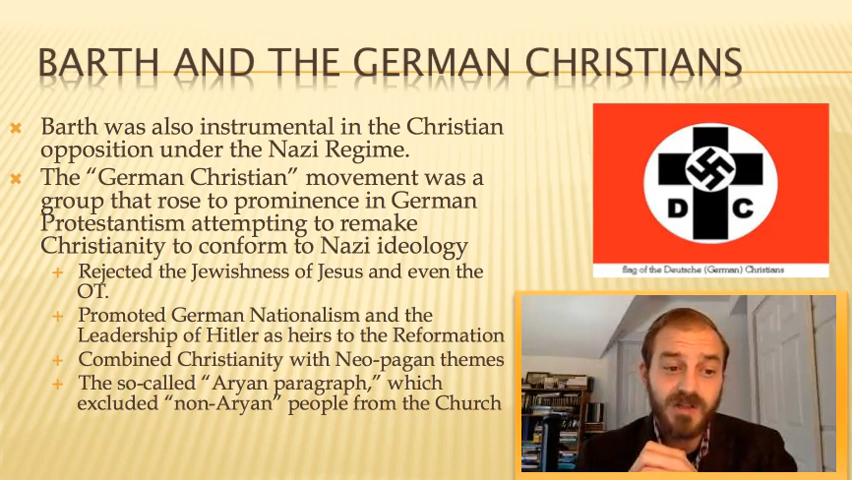 BARTH AND THE GERMAN CHRISTIANS
Barth was also instrumental in the Christian
opposition under the Nazi Regime.
The “German Christian” movement was a
group that rose to prominence in German
Protestantism attempting to remake
Christianity to conform to Nazi ideology
Rejected the Jewishness of Jesus and even the
OT.
Promoted German Nationalism and the
Leadership of Hitler as heirs to the Reformation
Combined Christianity with Neo-pagan themes
The so-called “Aryan paragraph,” which
excluded “non-Aryan” people from the Church
D C
flag of the Deutsche (German) Christians